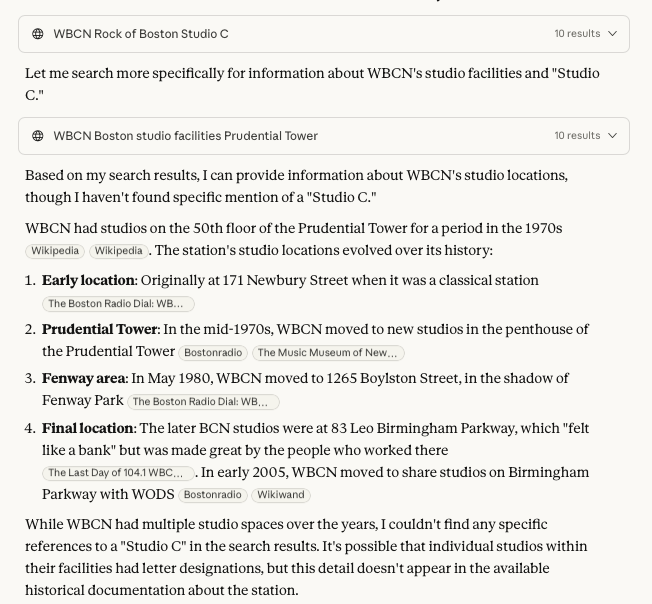 WBCN Rock of Boston Studio C 10 results
Let me search more specifically for information about WBCN's studio facilities and "Studio
C."
WBCN Boston studio facilities Prudential Tower 10 results
Based on my search results, I can provide information about WBCN's studio locations,
though I haven't found specific mention of a "Studio C."
WBCN had studios on the 50th floor of the Prudential Tower for a period in the 1970s
Wikipedia Wikipedia. The station's studio locations evolved over its history:
1. Early location: Originally at 171 Newbury Street when it was a classical station
The Boston Radio Dial: WB...
2. Prudential Tower: In the mid-1970s, WBCN moved to new studios in the penthouse of
the Prudential Tower Bostonradio The Music Museum of New...
3. Fenway area: In May 1980, WBCN moved to 1265 Boylston Street, in the shadow of
Fenway Park The Boston Radio Dial: WB...
4. Final location: The later BCN studios were at 83 Leo Birmingham Parkway, which "felt
like a bank" but was made great by the people who worked there
The Last Day of 104.1 WBC... . In early 2005, WBCN moved to share studios on Birmingham
Parkway with WODS Bostonradio Wikiwand
While WBCN had multiple studio spaces over the years, I couldn't find any specific
references to a "Studio C" in the search results. It's possible that individual studios within
their facilities had letter designations, but this detail doesn't appear in the available
historical documentation about the station.